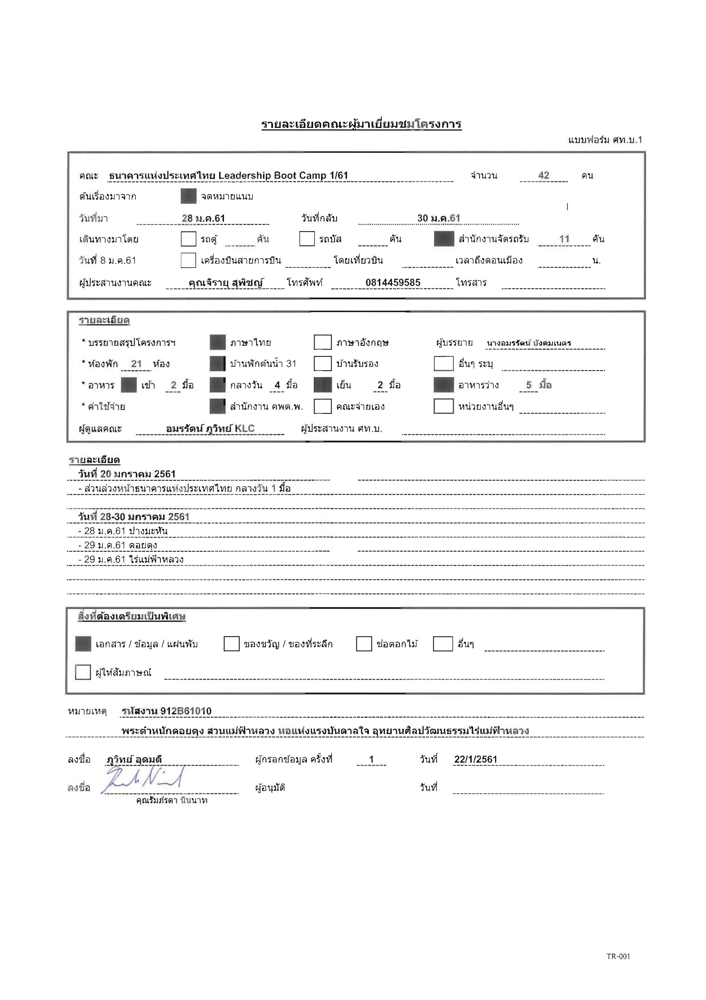 รายละเอียดคณะผู้มาเยี่ยมชมโครงการ
แบบฟอร์ม ศท.บ.1
คณะ ธนาคารแห่งประเทศไทย Leadership Boot Camp 1/61 จำนวน 42 คน
ต้นเรื่องมาจาก จดหมายแนบ
วันที่มา 28 ม.ค.61 วันที่กลับ 30 ม.ค.61
เดินทางมาโดย รถตู้ คัน รถบัส คัน สำนักงานจัดรถรับ 11 คัน
วันที่ 8 ม.ค.61 เครื่องบินสายการบิน โดยเที่ยวบิน เวลาถึงดอนเมือง น.
ผู้ประสานงานคณะ คุณจิรายุ สุพิชญ์ โทรศัพท์ 0814459585 โทรสาร
รายละเอียด
* บรรยายสรุปโครงการฯ ภาษาไทย ภาษาอังกฤษ ผู้บรรยาย นางอมรรัตน์ บังคมเนตร
* ห้องพัก 21 ห้อง บ้านพักต้นน้ำ 31 บ้านรับรอง อื่นๆ ระบุ
* อาหาร เช้า 2 มื้อ กลางวัน 4 มื้อ เย็น 2 มื้อ อาหารว่าง 5 มื้อ
* ค่าใช้จ่าย สำนักงาน คพต.พ. คณะจ่ายเอง หน่วยงานอื่นๆ
ผู้ดูแลคณะ อมรรัตน์ ภูวิทย์ KLC ผู้ประสานงาน ศท.บ.
รายละเอียด
วันที่ 20 มกราคม 2561
- ส่วนล่วงหน้าธนาคารแห่งประเทศไทย กลางวัน 1 มื้อ
วันที่ 28-30 มกราคม 2561
- 28 ม.ค.61 ปางมะหัน
- 29 ม.ค.61 ดอยตุง
- 29 ม.ค.61 ไร่แม่ฟ้าหลวง
สิ่งที่ต้องเตรียมเป็นพิเศษ
เอกสาร / ข้อมูล / แผ่นพับ ของขวัญ / ของที่ระลึก ช่อดอกไม้ อื่นๆ
ผู้ให้สัมภาษณ์
หมายเหตุ รหัสงาน 912B61010
พระตำหนักดอยตุง สวนแม่ฟ้าหลวง หอแห่งแรงบันดาลใจ อุทยานศิลปวัฒนธรรมไร่แม่ฟ้าหลวง
ลงชื่อ ภูวิทย์ อุดมดี ผู้กรอกข้อมูล ครั้งที่ 1 วันที่ 22/1/2561
ลงชื่อ ผู้อนุมัติ วันที่
คุณรัมภ์รดา นินนาท
TR-001